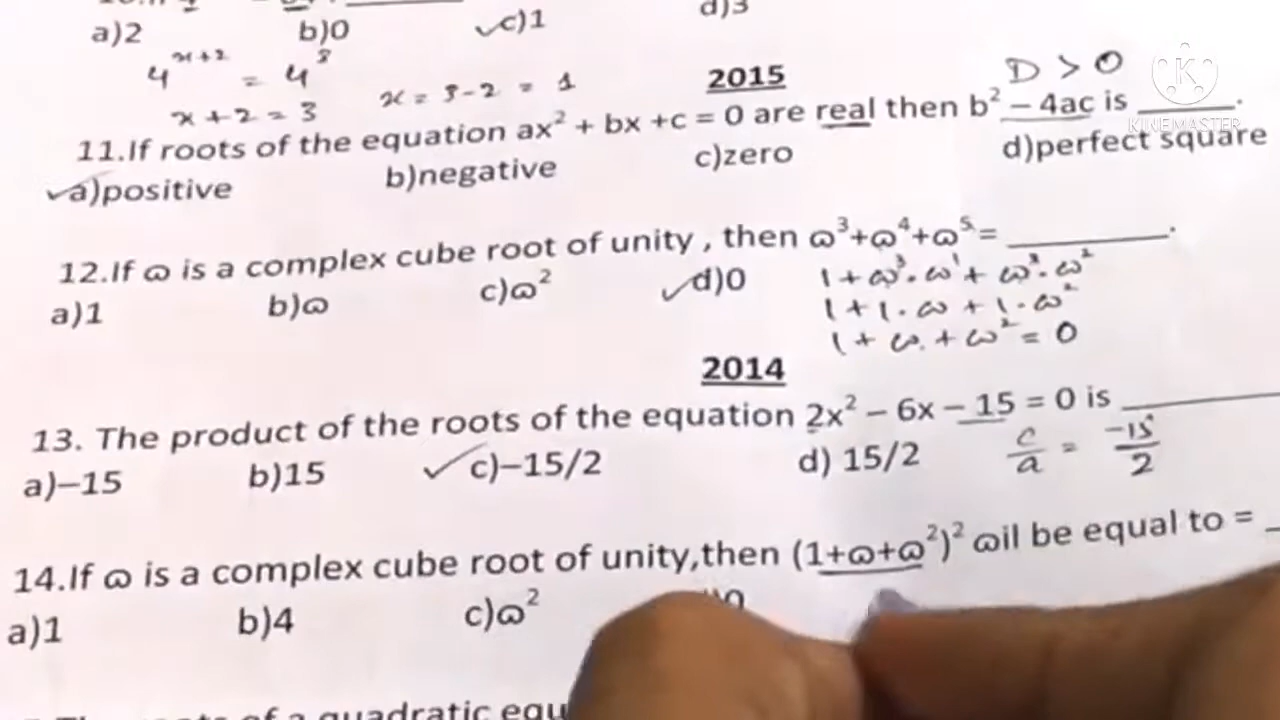 a)2 b)0 ✓c)1 d)3
4^(x+2) = 4^3
x+2 = 3 x = 3-2 = 1
2015
D > 0
KINEMASTER
11.If roots of the equation ax² + bx +c = 0 are real then b² – 4ac is ______.
✓a)positive b)negative c)zero d)perfect square
12.If ω is a complex cube root of unity , then ω³+ω⁴+ω⁵= ________.
a)1 b)ω c)ω² ✓d)0
1 + ω³.ω¹ + ω³.ω²
1 + 1.ω + 1.ω²
1 + ω + ω² = 0
2014
13. The product of the roots of the equation 2x² – 6x – 15 = 0 is ________
a)–15 b)15 ✓c)–15/2 d) 15/2
c/a = -15/2
14.If ω is a complex cube root of unity,then (1+ω+ω²)² ωil be equal to = _
a)1 b)4 c)ω²
of a quadratic equ